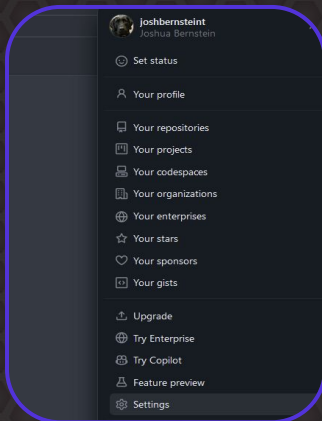 joshbernsteint
Joshua Bernstein
Set status
Your profile
Your repositories
Your projects
Your codespaces
Your organizations
Your enterprises
Your stars
Your sponsors
Your gists
Upgrade
Try Enterprise
Try Copilot
Feature preview
Settings